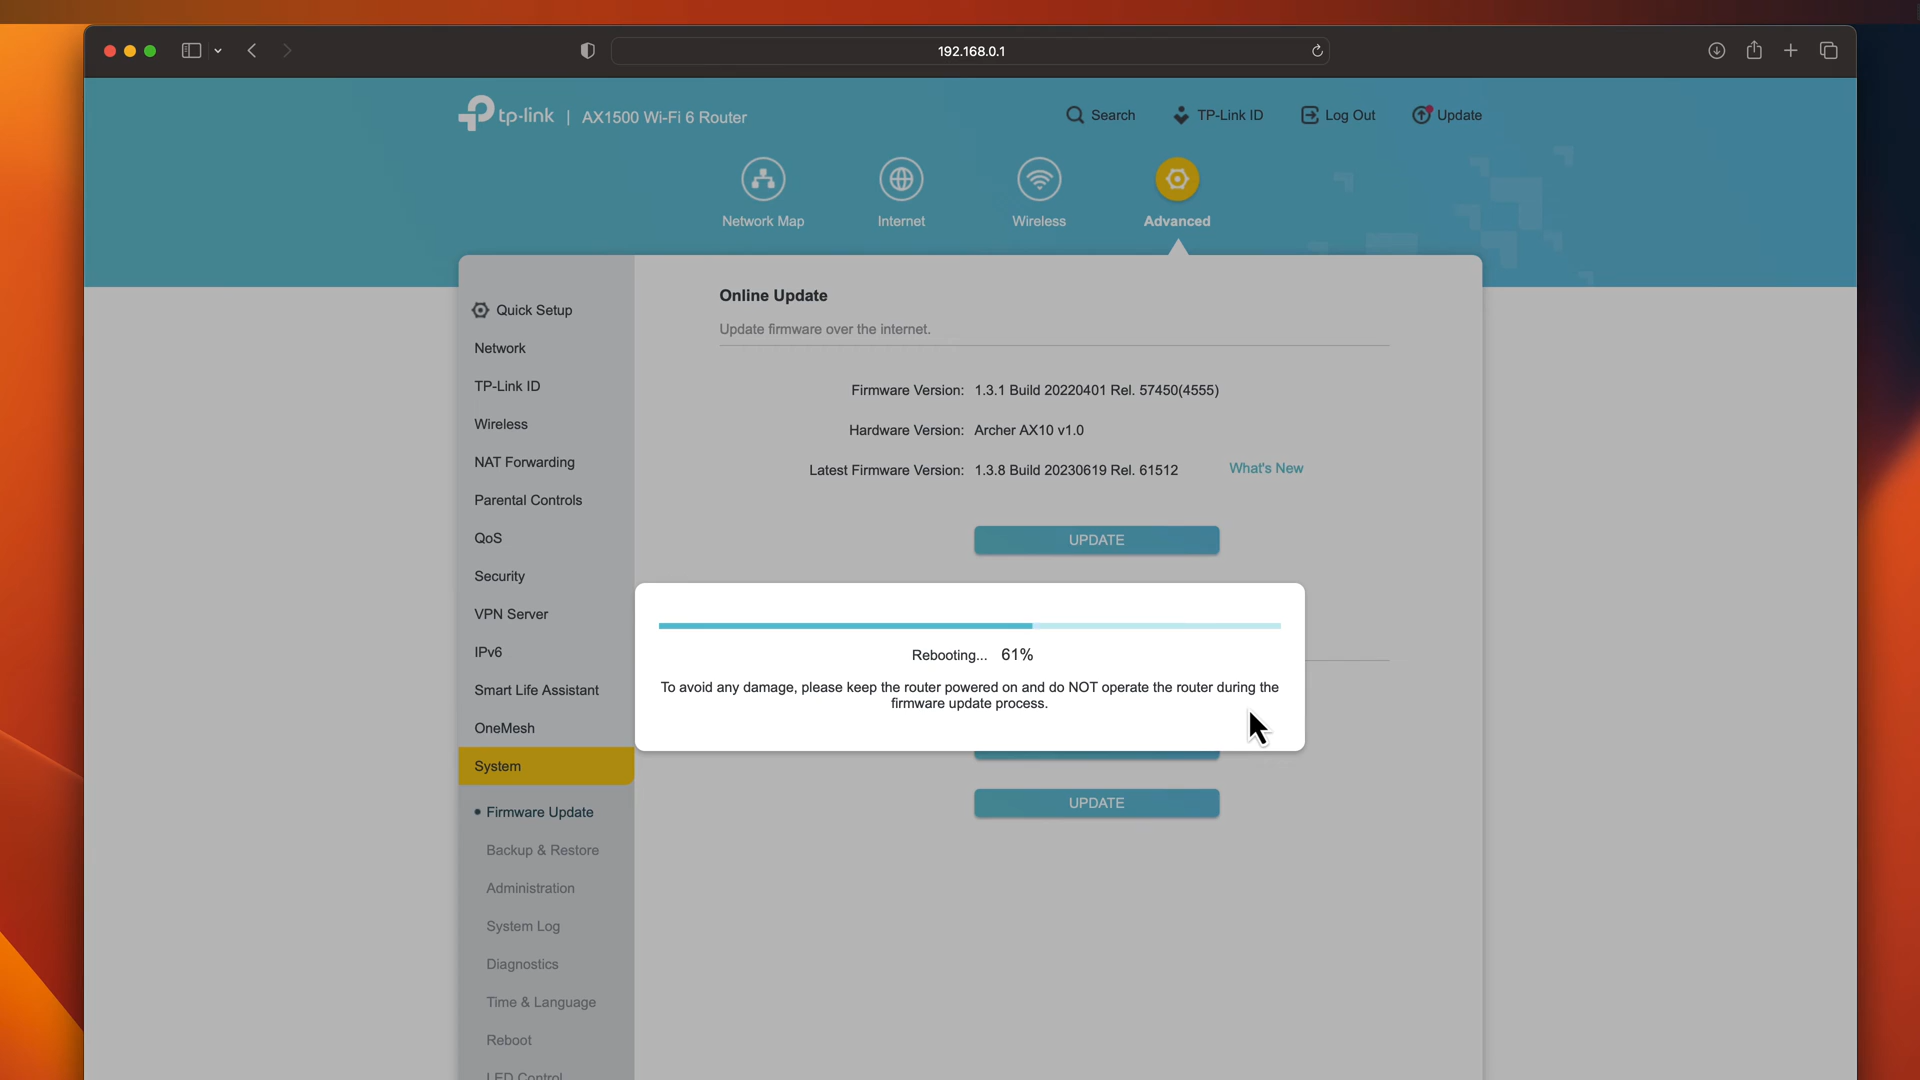 192.168.0.1
tp-link | AX1500 Wi-Fi 6 Router
Search
TP-Link ID
Log Out
Update
Network Map
Internet
Wireless
Advanced
Quick Setup
Network
TP-Link ID
Wireless
NAT Forwarding
Parental Controls
QoS
Security
VPN Server
IPv6
Smart Life Assistant
OneMesh
System
Firmware Update
Backup & Restore
Administration
System Log
Diagnostics
Time & Language
Reboot
LED Control
Online Update
Update firmware over the internet.
Firmware Version: 1.3.1 Build 20220401 Rel. 57450(4555)
Hardware Version: Archer AX10 v1.0
Latest Firmware Version: 1.3.8 Build 20230619 Rel. 61512 What's New
UPDATE
Rebooting... 61%
To avoid any damage, please keep the router powered on and do NOT operate the router during the
firmware update process.
UPDATE